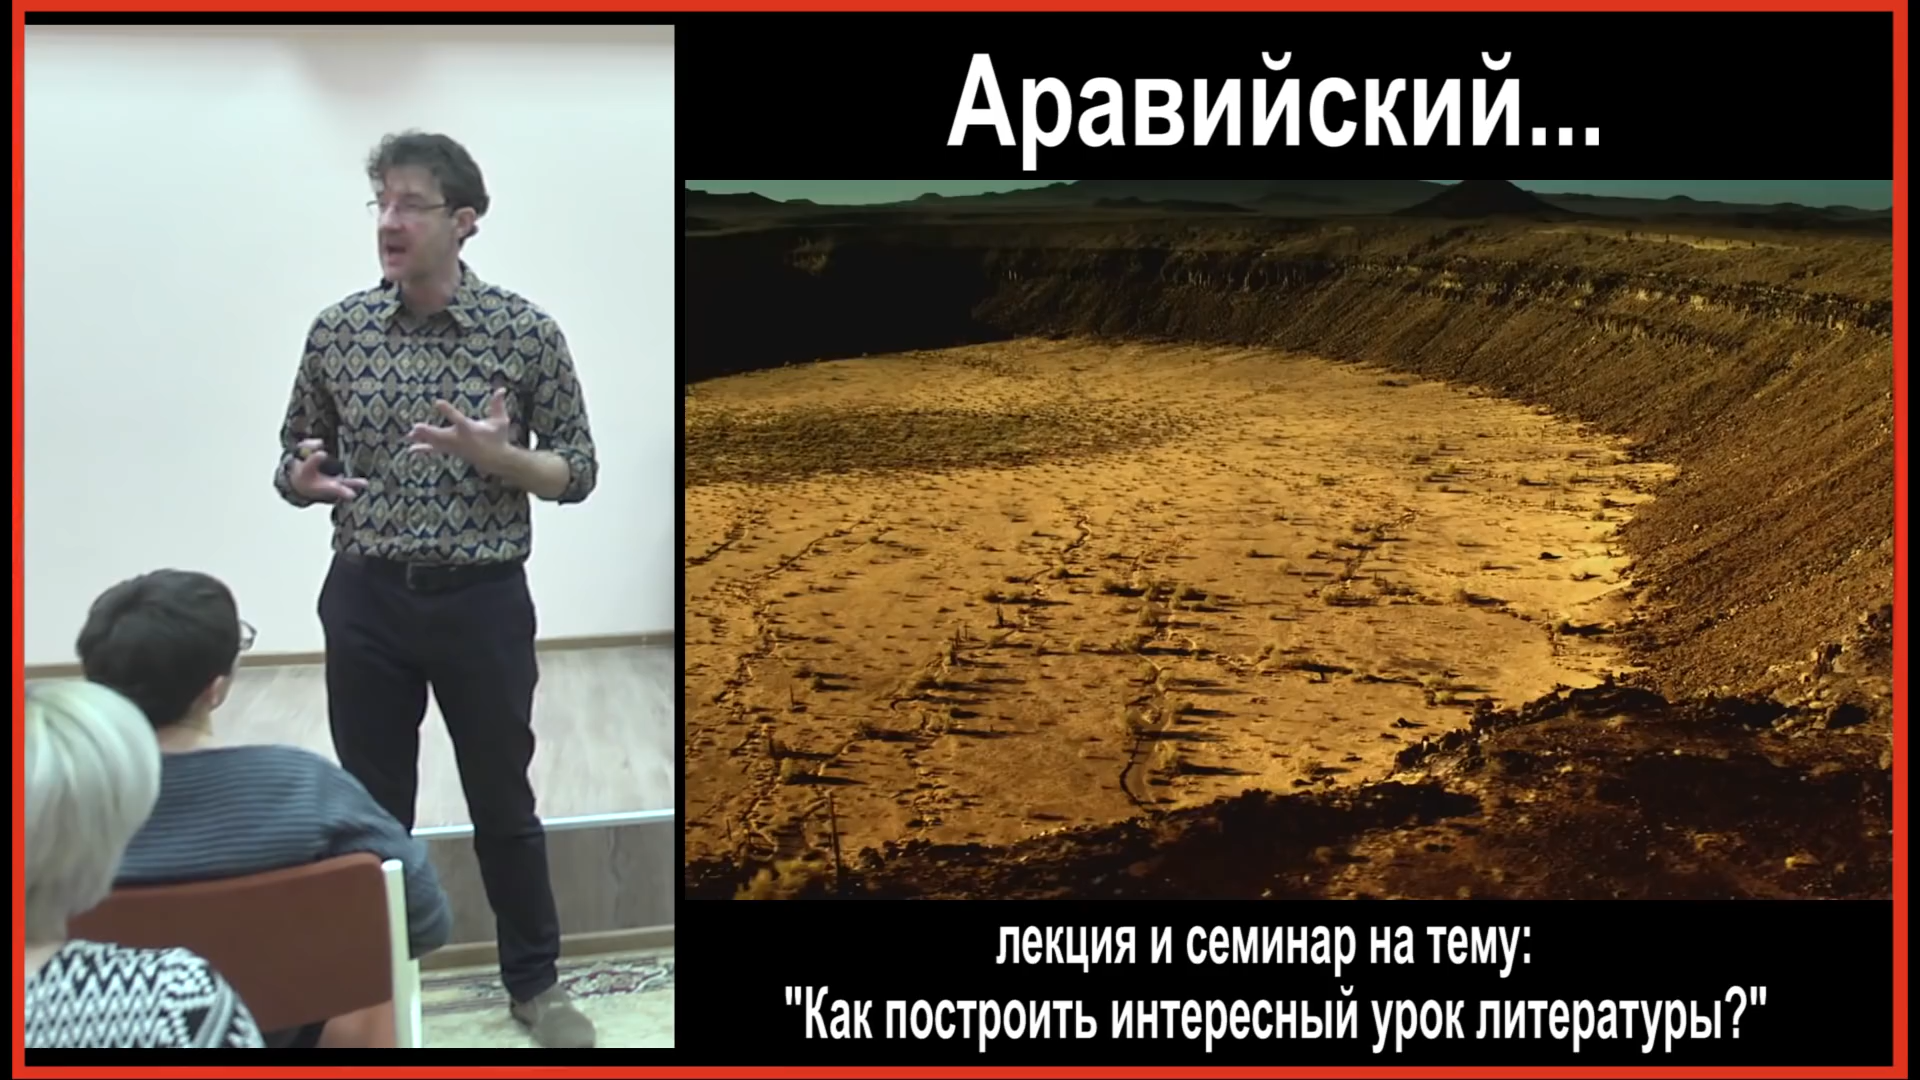 Аравийский...
лекция и семинар на тему:
"Как построить интересный урок литературы?"